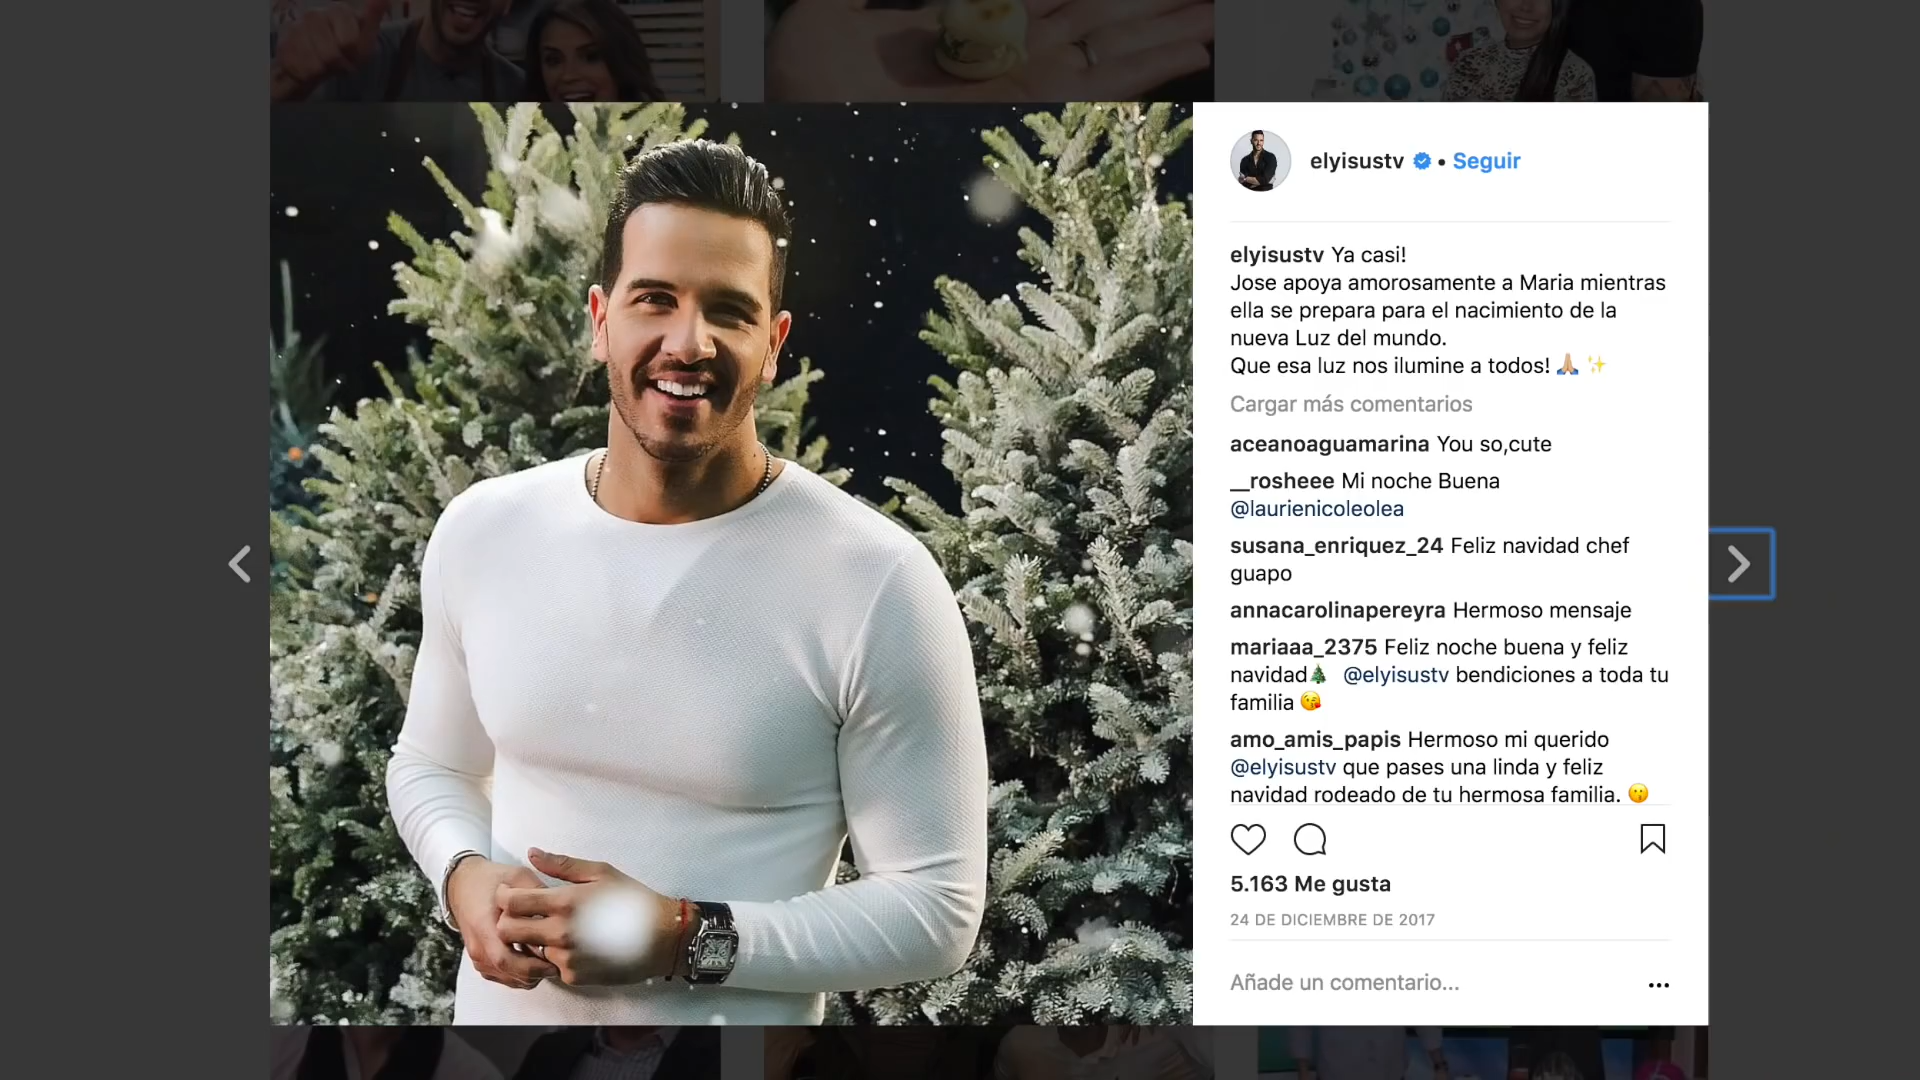 elyisustv • Seguir
elyisustv Ya casi!
Jose apoya amorosamente a Maria mientras
ella se prepara para el nacimiento de la
nueva Luz del mundo.
Que esa luz nos ilumine a todos! 🙏🏼 ✨
Cargar más comentarios
aceanoaguamarina You so,cute
__rosheee Mi noche Buena
@laurienicoleolea
susana_enriquez_24 Feliz navidad chef
guapo
annacarolinapereyra Hermoso mensaje
mariaaa_2375 Feliz noche buena y feliz
navidad🎄 @elyisustv bendiciones a toda tu
familia 😘
amo_amis_papis Hermoso mi querido
@elyisustv que pases una linda y feliz
navidad rodeado de tu hermosa familia. 😗
5.163 Me gusta
24 DE DICIEMBRE DE 2017
Añade un comentario...